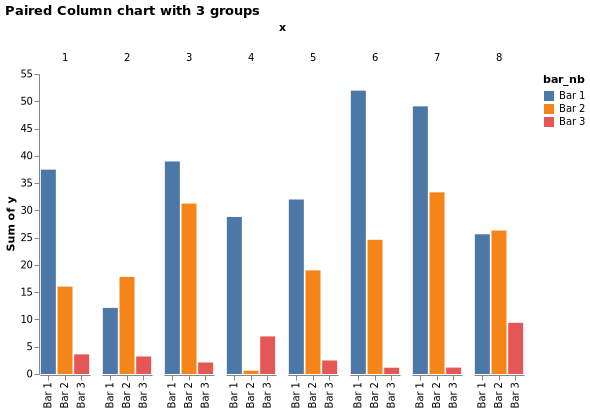 Paired Column chart with 3 groups
x
1 2 3 4 5 6 7 8
bar_nb
Bar 1
Bar 2
Bar 3
Sum of y
55
50
45
40
35
30
25
20
15
10
5
0
Bar 1 Bar 2 Bar 3 Bar 1 Bar 2 Bar 3 Bar 1 Bar 2 Bar 3 Bar 1 Bar 2 Bar 3 Bar 1 Bar 2 Bar 3 Bar 1 Bar 2 Bar 3 Bar 1 Bar 2 Bar 3 Bar 1 Bar 2 Bar 3